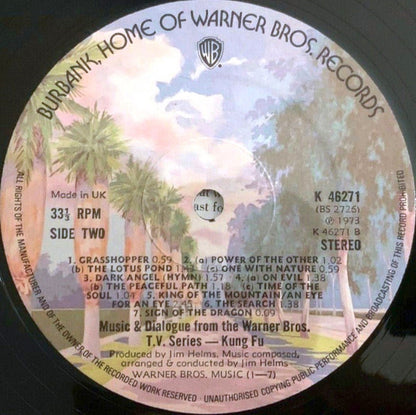 BURBANK, HOME OF WARNER BROS. RECORDS
WB
Made in UK
33⅓ RPM
SIDE TWO
K 46271
(BS 2726)
℗ 1973
K 46271 B
STEREO
ast fo
1. GRASSHOPPER 0.59 2. (a) POWER OF THE OTHER 1.02
(b) THE LOTUS POND 1.43 (c) ONE WITH NATURE 0.59
3. DARK ANGEL (HYMN) 1.57 4. (a) ON EVIL 1.38
(b) THE PEACEFUL PATH 1.18 (c) TIME OF THE
SOUL 1.04 5. KING OF THE MOUNTAIN/AN EYE
FOR AN EYE 2.45 6. THE SEARCH 1.38
7. SIGN OF THE DRAGON 0.09
Music & Dialogue from the Warner Bros.
T.V. Series — Kung Fu
Produced by Jim Helms. Music composed,
arranged & conducted by Jim Helms
WARNER BROS. MUSIC (1—7)
ALL RIGHTS OF THE MANUFACTURER AND OF THE OWNER OF THE RECORDED WORK RESERVED · UNAUTHORISED COPYING PUBLIC PERFORMANCE AND BROADCASTING OF THIS RECORD PROHIBITED